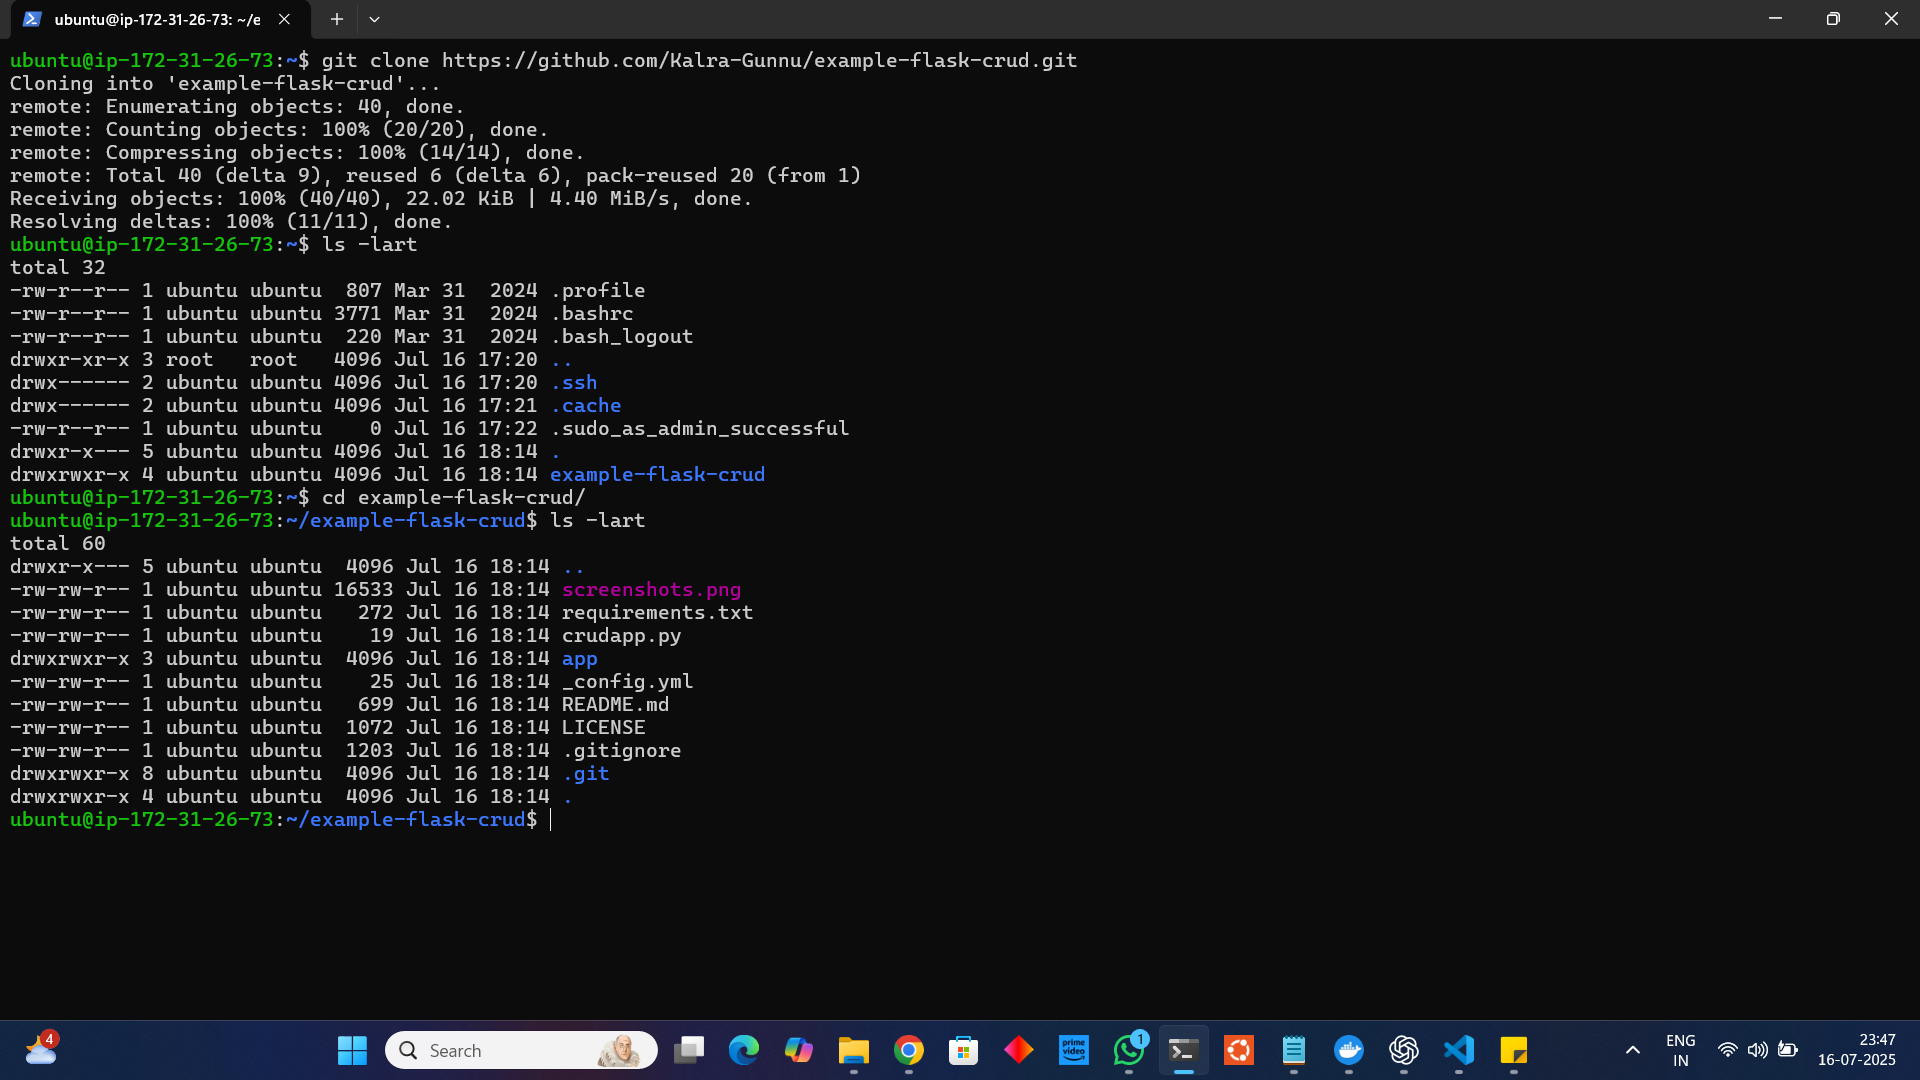 ubuntu@ip-172-31-26-73: ~/e
ubuntu@ip-172-31-26-73:~$ git clone https://github.com/Kalra-Gunnu/example-flask-crud.git
Cloning into 'example-flask-crud'...
remote: Enumerating objects: 40, done.
remote: Counting objects: 100% (20/20), done.
remote: Compressing objects: 100% (14/14), done.
remote: Total 40 (delta 9), reused 6 (delta 6), pack-reused 20 (from 1)
Receiving objects: 100% (40/40), 22.02 KiB | 4.40 MiB/s, done.
Resolving deltas: 100% (11/11), done.
ubuntu@ip-172-31-26-73:~$ ls -lart
total 32
-rw-r--r-- 1 ubuntu ubuntu  807 Mar 31  2024 .profile
-rw-r--r-- 1 ubuntu ubuntu 3771 Mar 31  2024 .bashrc
-rw-r--r-- 1 ubuntu ubuntu  220 Mar 31  2024 .bash_logout
drwxr-xr-x 3 root   root   4096 Jul 16 17:20 ..
drwx------ 2 ubuntu ubuntu 4096 Jul 16 17:20 .ssh
drwx------ 2 ubuntu ubuntu 4096 Jul 16 17:21 .cache
-rw-r--r-- 1 ubuntu ubuntu    0 Jul 16 17:22 .sudo_as_admin_successful
drwxr-x--- 5 ubuntu ubuntu 4096 Jul 16 18:14 .
drwxrwxr-x 4 ubuntu ubuntu 4096 Jul 16 18:14 example-flask-crud
ubuntu@ip-172-31-26-73:~$ cd example-flask-crud/
ubuntu@ip-172-31-26-73:~/example-flask-crud$ ls -lart
total 60
drwxr-x--- 5 ubuntu ubuntu  4096 Jul 16 18:14 ..
-rw-rw-r-- 1 ubuntu ubuntu 16533 Jul 16 18:14 screenshots.png
-rw-rw-r-- 1 ubuntu ubuntu   272 Jul 16 18:14 requirements.txt
-rw-rw-r-- 1 ubuntu ubuntu    19 Jul 16 18:14 crudapp.py
drwxrwxr-x 3 ubuntu ubuntu  4096 Jul 16 18:14 app
-rw-rw-r-- 1 ubuntu ubuntu    25 Jul 16 18:14 _config.yml
-rw-rw-r-- 1 ubuntu ubuntu   699 Jul 16 18:14 README.md
-rw-rw-r-- 1 ubuntu ubuntu  1072 Jul 16 18:14 LICENSE
-rw-rw-r-- 1 ubuntu ubuntu  1203 Jul 16 18:14 .gitignore
drwxrwxr-x 8 ubuntu ubuntu  4096 Jul 16 18:14 .git
drwxrwxr-x 4 ubuntu ubuntu  4096 Jul 16 18:14 .
ubuntu@ip-172-31-26-73:~/example-flask-crud$
4
Search
prime video
1
ENG
IN
23:47
16-07-2025